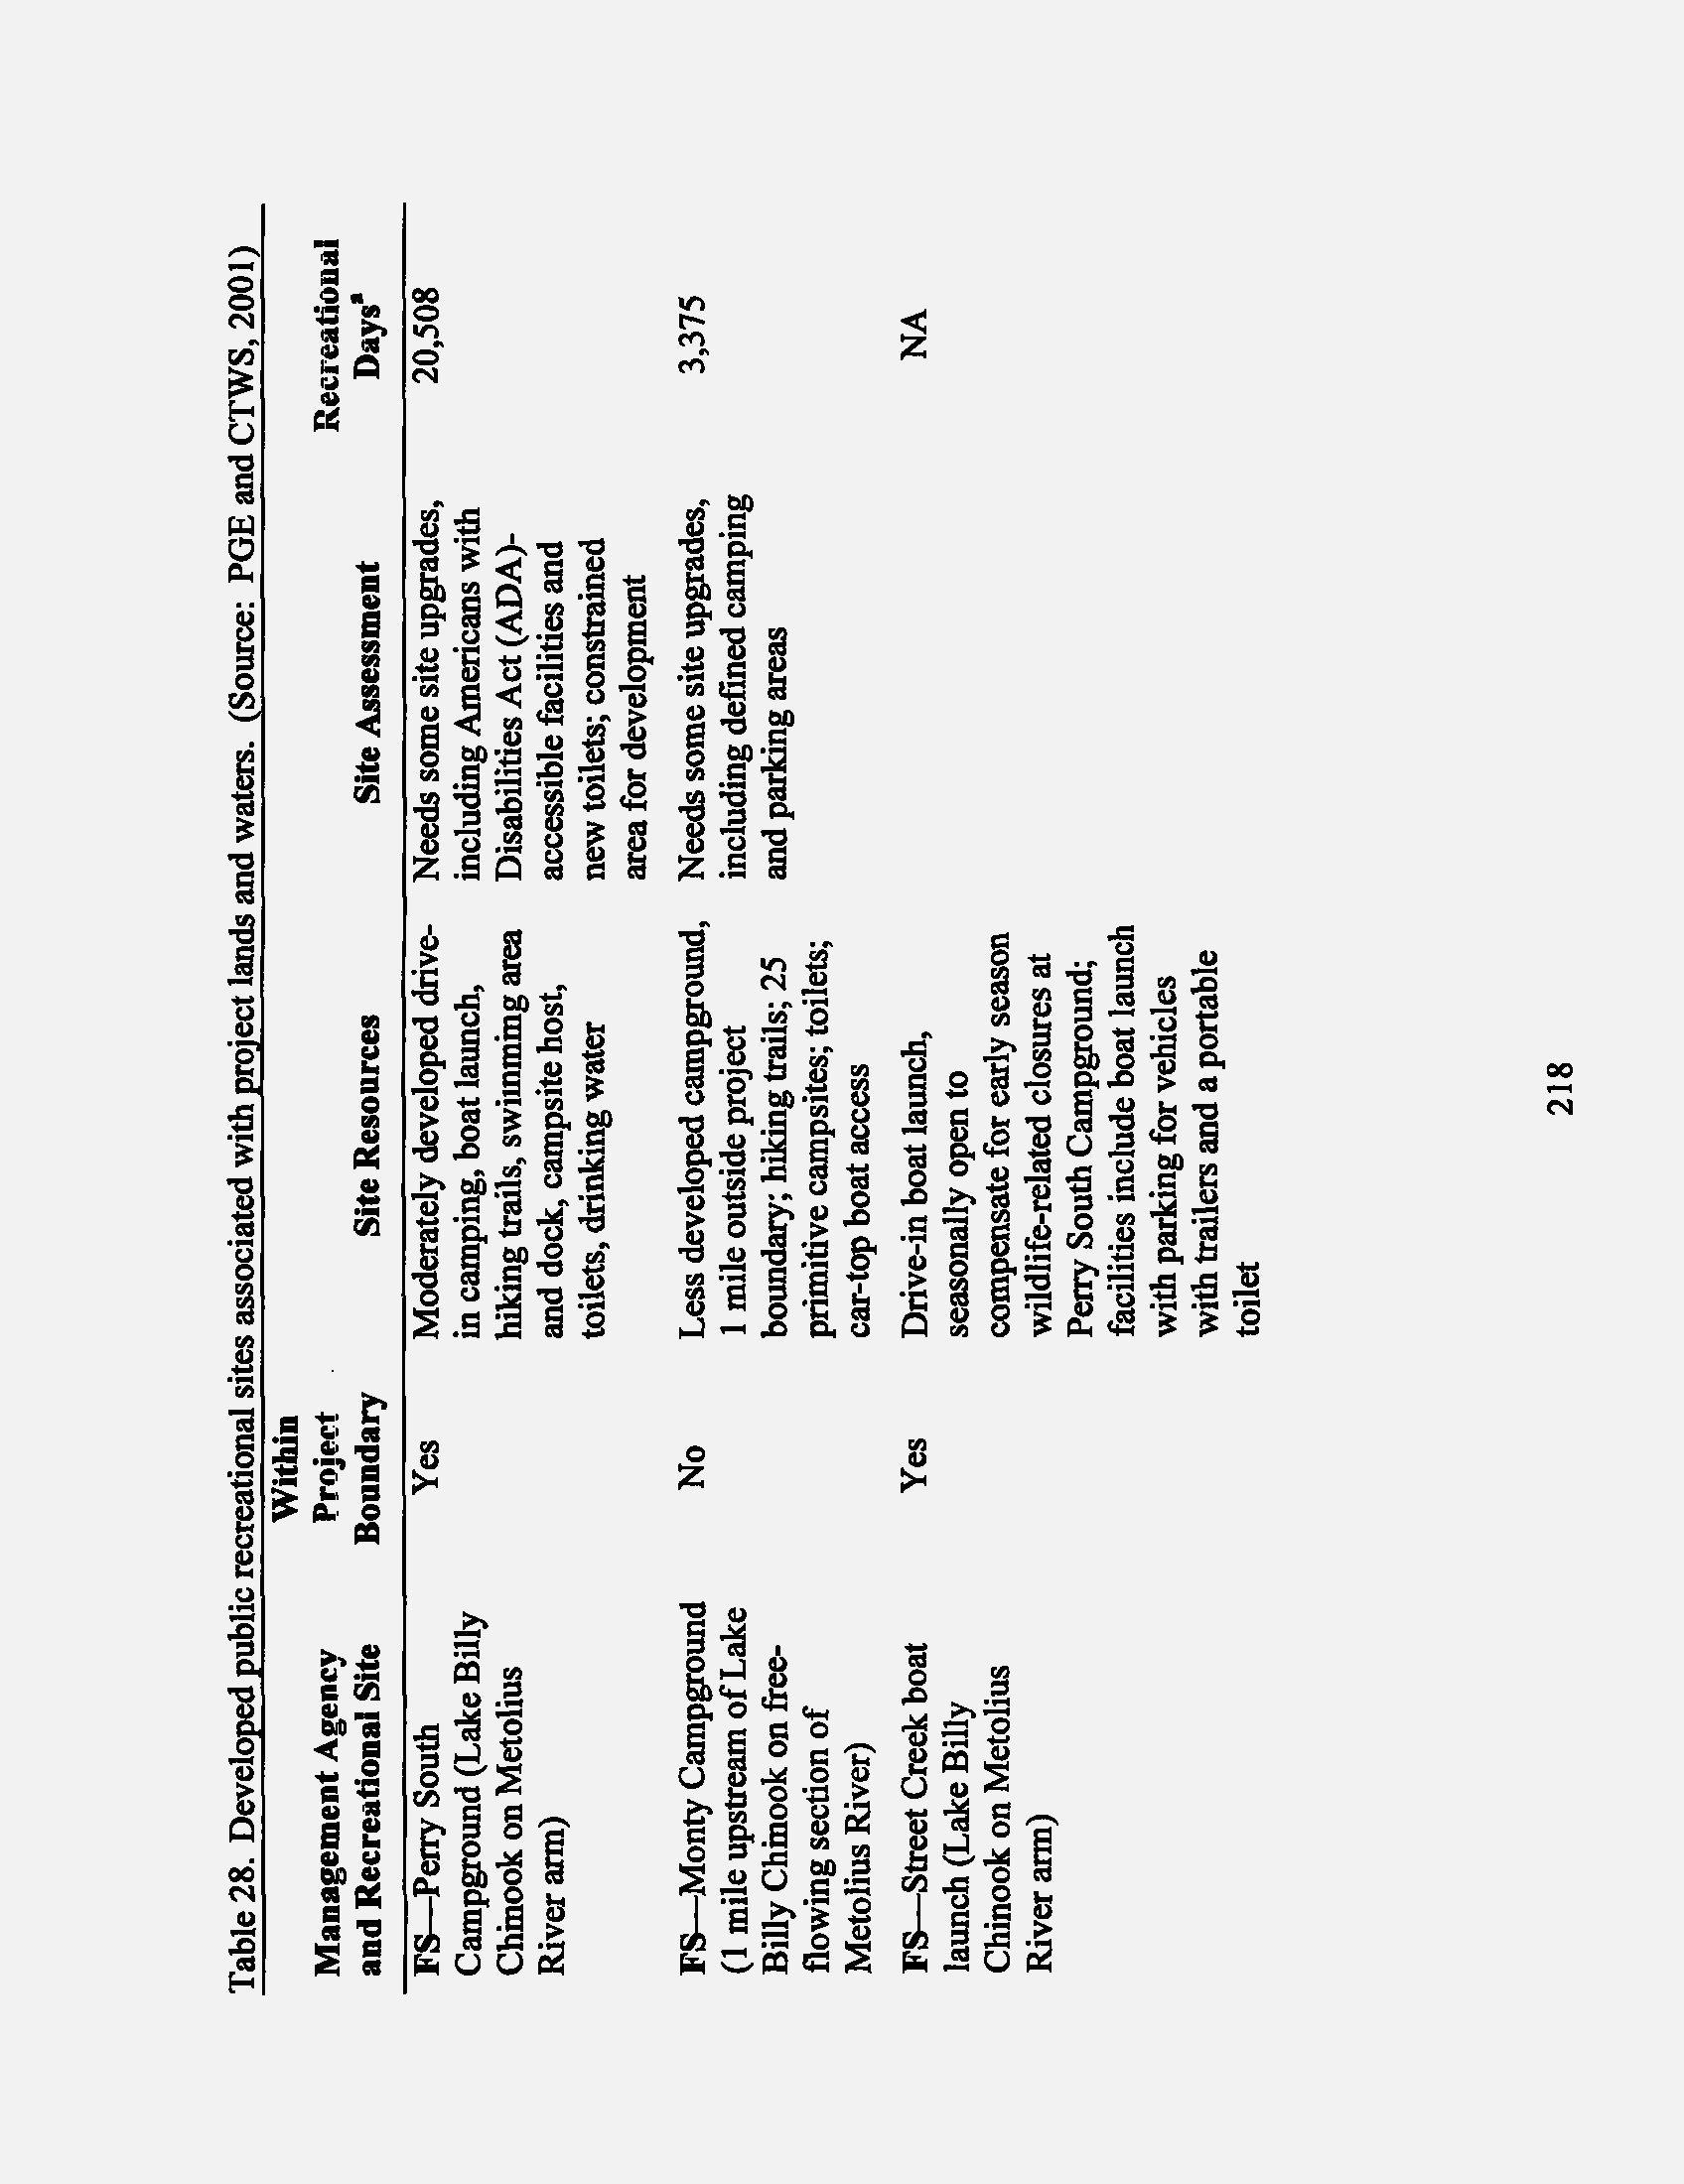 Table 28. Developed public recreational sites associated with project lands and waters. (Source: PGE and CTWS, 2001)
Management Agency
and Recreational Site
Within
Project
Boundary
Site Resources
Site Assessment
Recreational
Daysª
FS—Perry South
Campground (Lake Billy
Chinook on Metolius
River arm)
Yes
Moderately developed drive-
in camping, boat launch,
hiking trails, swimming area
and dock, campsite host,
toilets, drinking water
Needs some site upgrades,
including Americans with
Disabilities Act (ADA)-
accessible facilities and
new toilets; constrained
area for development
20,508
FS—Monty Campground
(1 mile upstream of Lake
Billy Chinook on free-
flowing section of
Metolius River)
No
Less developed campground,
1 mile outside project
boundary; hiking trails; 25
primitive campsites; toilets;
car-top boat access
Needs some site upgrades,
including defined camping
and parking areas
3,375
FS—Street Creek boat
launch (Lake Billy
Chinook on Metolius
River arm)
Yes
Drive-in boat launch,
seasonally open to
compensate for early season
wildlife-related closures at
Perry South Campground;
facilities include boat launch
with parking for vehicles
with trailers and a portable
toilet
NA
218